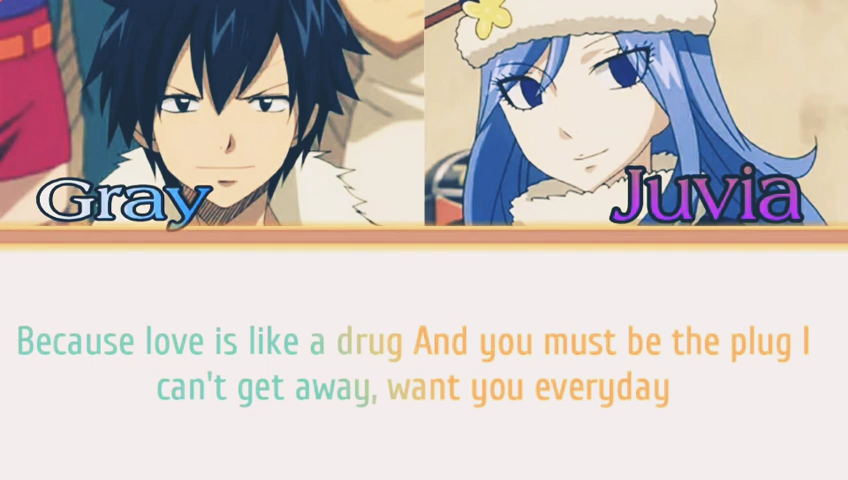 Gray
Juvia
Because love is like a drug And you must be the plug I
can't get away, want you everyday